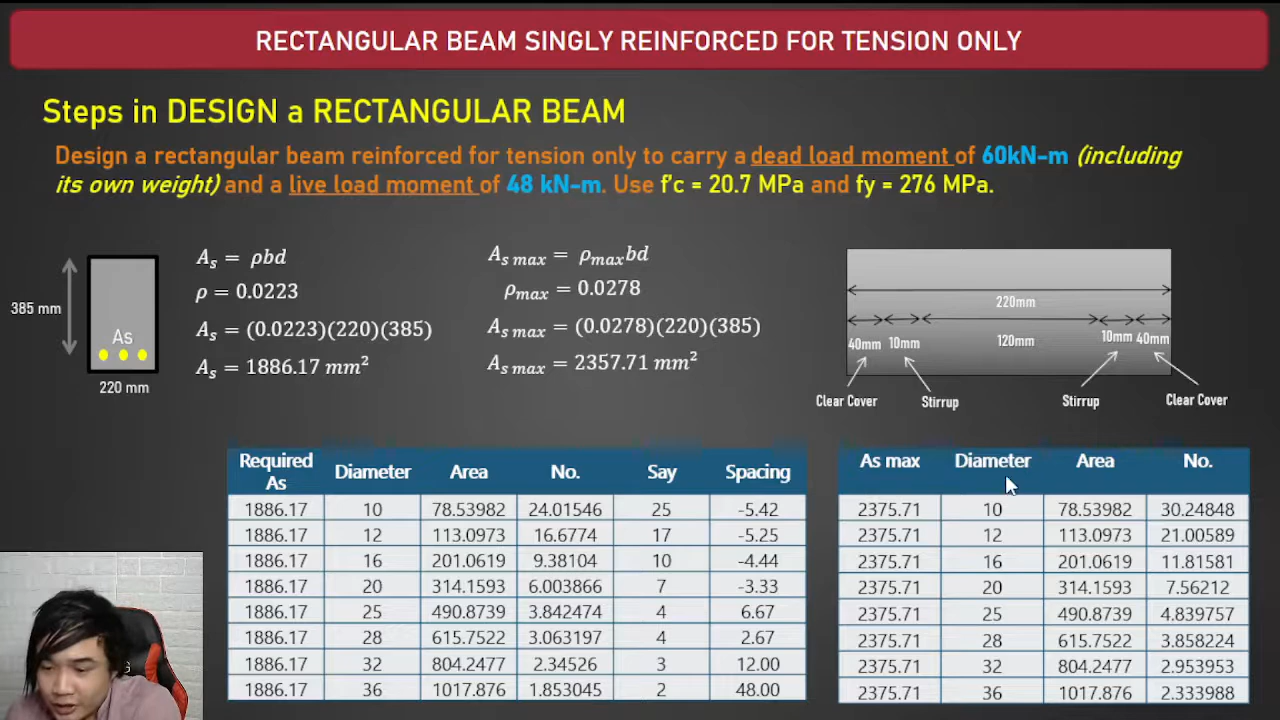 RECTANGULAR BEAM SINGLY REINFORCED FOR TENSION ONLY
Steps in DESIGN a RECTANGULAR BEAM
Design a rectangular beam reinforced for tension only to carry a dead load moment of 60kN-m (including
its own weight) and a live load moment of 48 kN-m. Use f'c = 20.7 MPa and fy = 276 MPa.
385 mm
As
220 mm
A_s = ρbd
ρ = 0.0223
A_s = (0.0223)(220)(385)
A_s = 1886.17 mm²
A_{s max} = ρ_{max}bd
ρ_{max} = 0.0278
A_{s max} = (0.0278)(220)(385)
A_{s max} = 2357.71 mm²
220mm
40mm 10mm 120mm 10mm 40mm
Clear Cover Stirrup Stirrup Clear Cover
Required As Diameter Area No. Say Spacing
1886.17 10 78.53982 24.01546 25 -5.42
1886.17 12 113.0973 16.6774 17 -5.25
1886.17 16 201.0619 9.38104 10 -4.44
1886.17 20 314.1593 6.003866 7 -3.33
1886.17 25 490.8739 3.842474 4 6.67
1886.17 28 615.7522 3.063197 4 2.67
1886.17 32 804.2477 2.34526 3 12.00
1886.17 36 1017.876 1.853045 2 48.00
As max Diameter Area No.
2375.71 10 78.53982 30.24848
2375.71 12 113.0973 21.00589
2375.71 16 201.0619 11.81581
2375.71 20 314.1593 7.56212
2375.71 25 490.8739 4.839757
2375.71 28 615.7522 3.858224
2375.71 32 804.2477 2.953953
2375.71 36 1017.876 2.333988